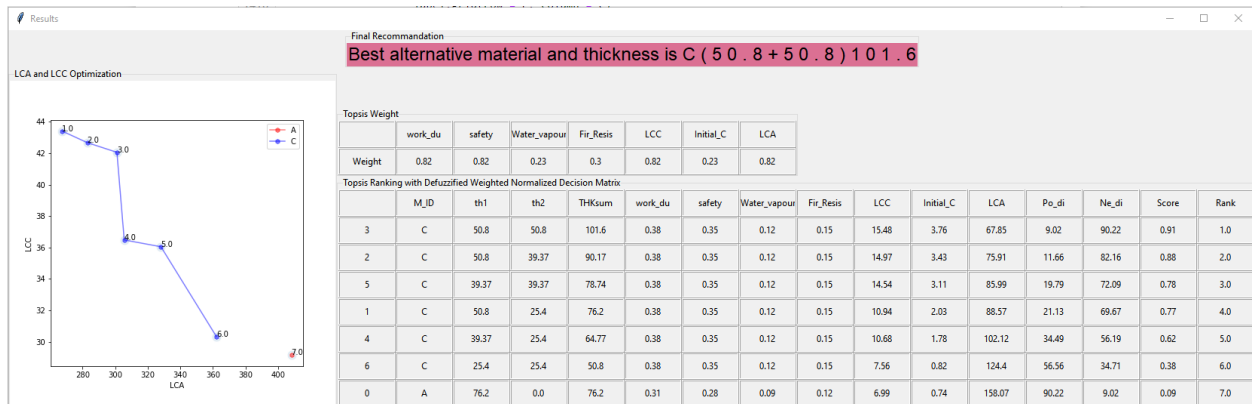 Results
Final Recommandation
Best alternative material and thickness is C ( 5 0 . 8 + 5 0 . 8 ) 1 0 1 . 6
LCA and LCC Optimization
44
42
40
38
36
34
32
30
LCC
280 300 320 340 360 380 400
LCA
A
C
1.0
2.0
3.0
4.0
5.0
6.0
7.0
Topsis Weight
work_du safety Water_vapour Fir_Resis LCC Initial_C LCA
Weight 0.82 0.82 0.23 0.3 0.82 0.23 0.82
Topsis Ranking with Defuzzified Weighted Normalized Decision Matrix
M_ID th1 th2 THKsum work_du safety Water_vapour Fir_Resis LCC Initial_C LCA Po_di Ne_di Score Rank
3 C 50.8 50.8 101.6 0.38 0.35 0.12 0.15 15.48 3.76 67.85 9.02 90.22 0.91 1.0
2 C 50.8 39.37 90.17 0.38 0.35 0.12 0.15 14.97 3.43 75.91 11.66 82.16 0.88 2.0
5 C 39.37 39.37 78.74 0.38 0.35 0.12 0.15 14.54 3.11 85.99 19.79 72.09 0.78 3.0
1 C 50.8 25.4 76.2 0.38 0.35 0.12 0.15 10.94 2.03 88.57 21.13 69.67 0.77 4.0
4 C 39.37 25.4 64.77 0.38 0.35 0.12 0.15 10.68 1.78 102.12 34.49 56.19 0.62 5.0
6 C 25.4 25.4 50.8 0.38 0.35 0.12 0.15 7.56 0.82 124.4 56.56 34.71 0.38 6.0
0 A 76.2 0.0 76.2 0.31 0.28 0.09 0.12 6.99 0.74 158.07 90.22 9.02 0.09 7.0